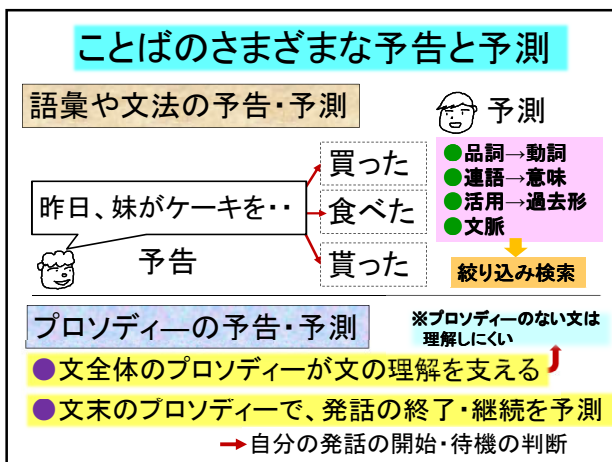 ことばのさまざまな予告と予測
語彙や文法の予告・予測
予測
昨日、妹がケーキを・・
予告
買った
食べた
貰った
●品詞→動詞
●連語→意味
●活用→過去形
●文脈
絞り込み検索
プロソディ―の予告・予測
※プロソディーのない文は
理解しにくい
●文全体のプロソディーが文の理解を支える
●文末のプロソディーで、発話の終了・継続を予測
→自分の発話の開始・待機の判断